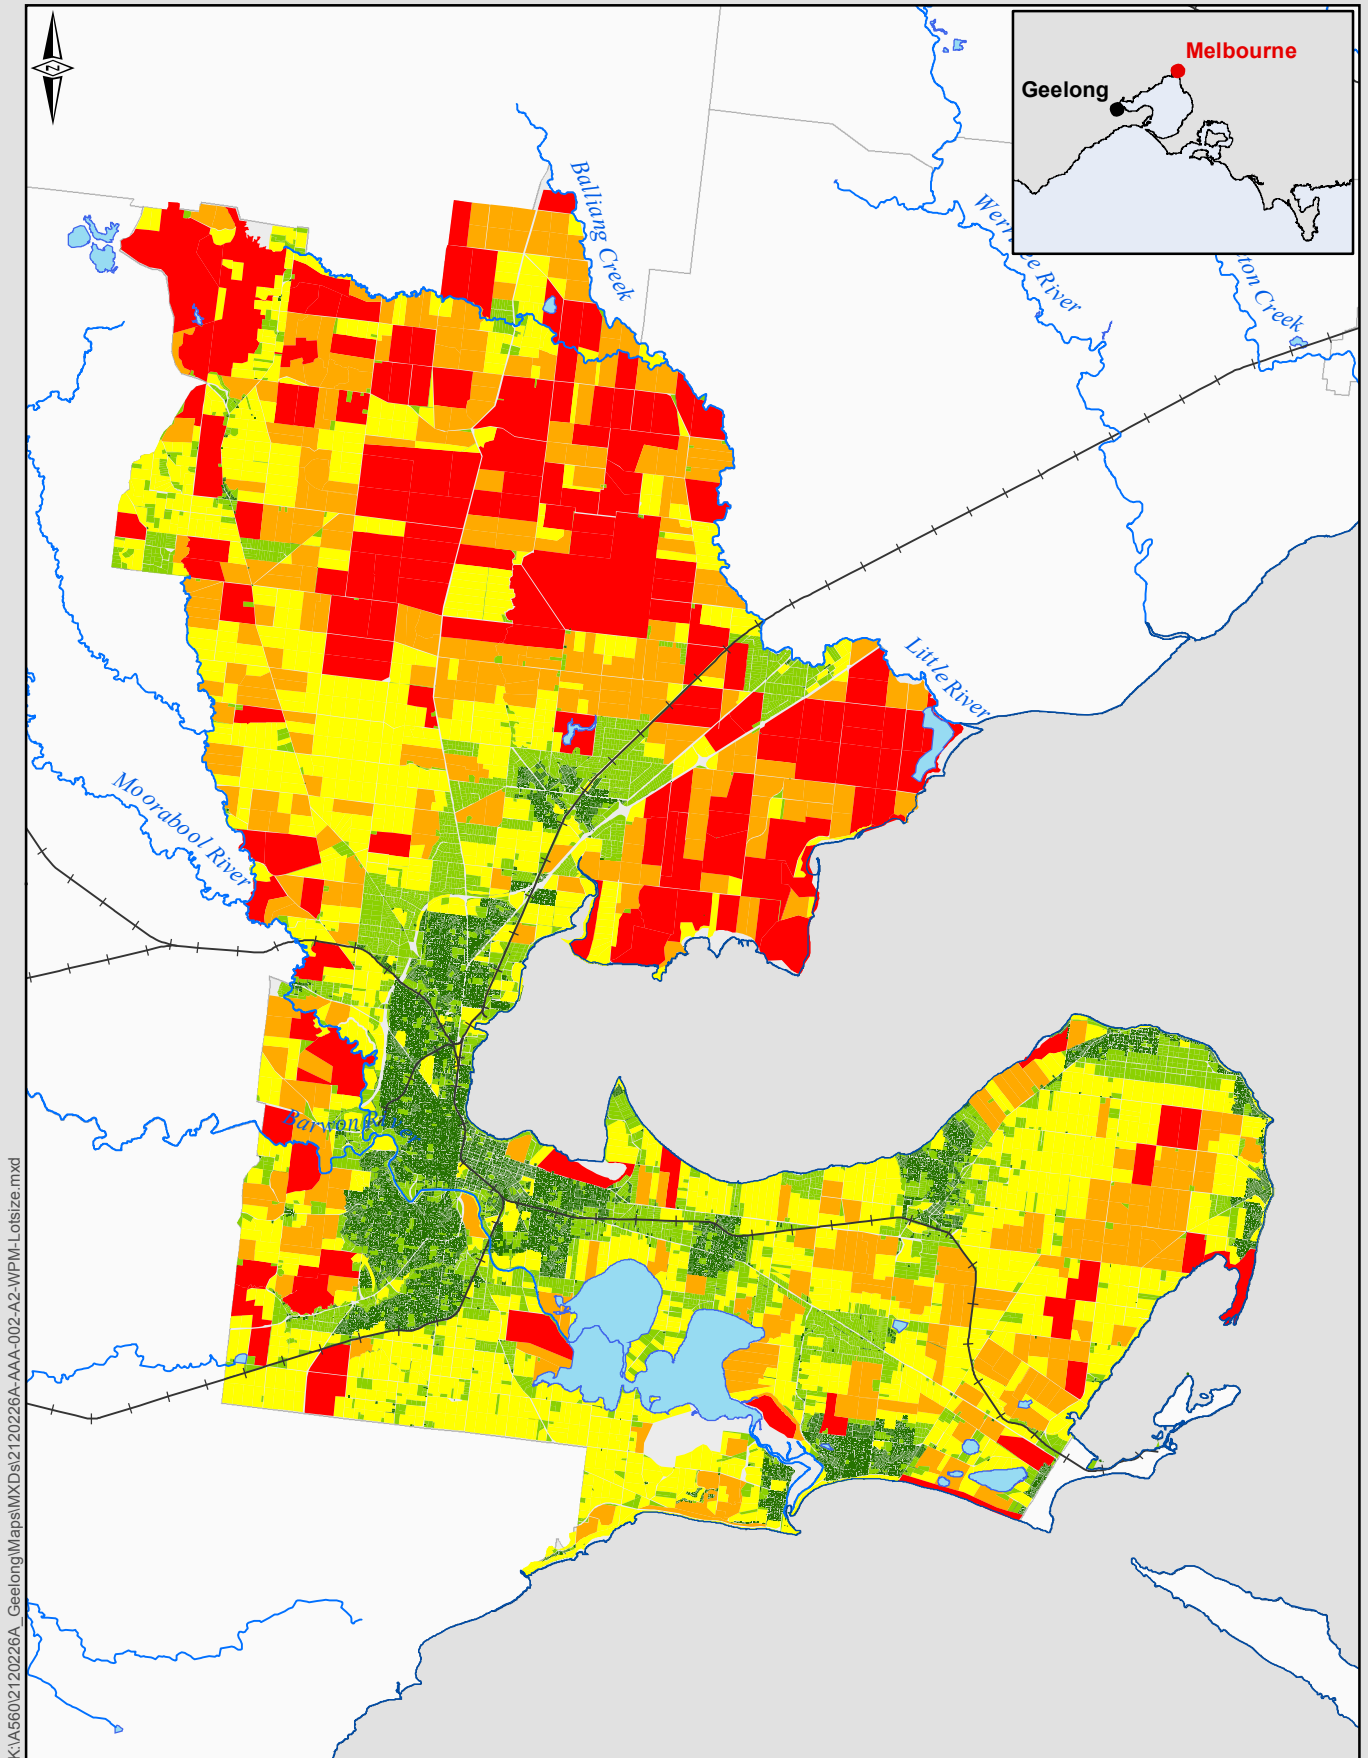 Melbourne
Geelong
Balliang Creek
Werribee River
ton Creek
Little River
Moorabool River
Barwon River
K:\A560\2120226A_Geelong\Maps\MXDs\2120226A-AAA-002-A2-WPM-Lotsize.mxd
N